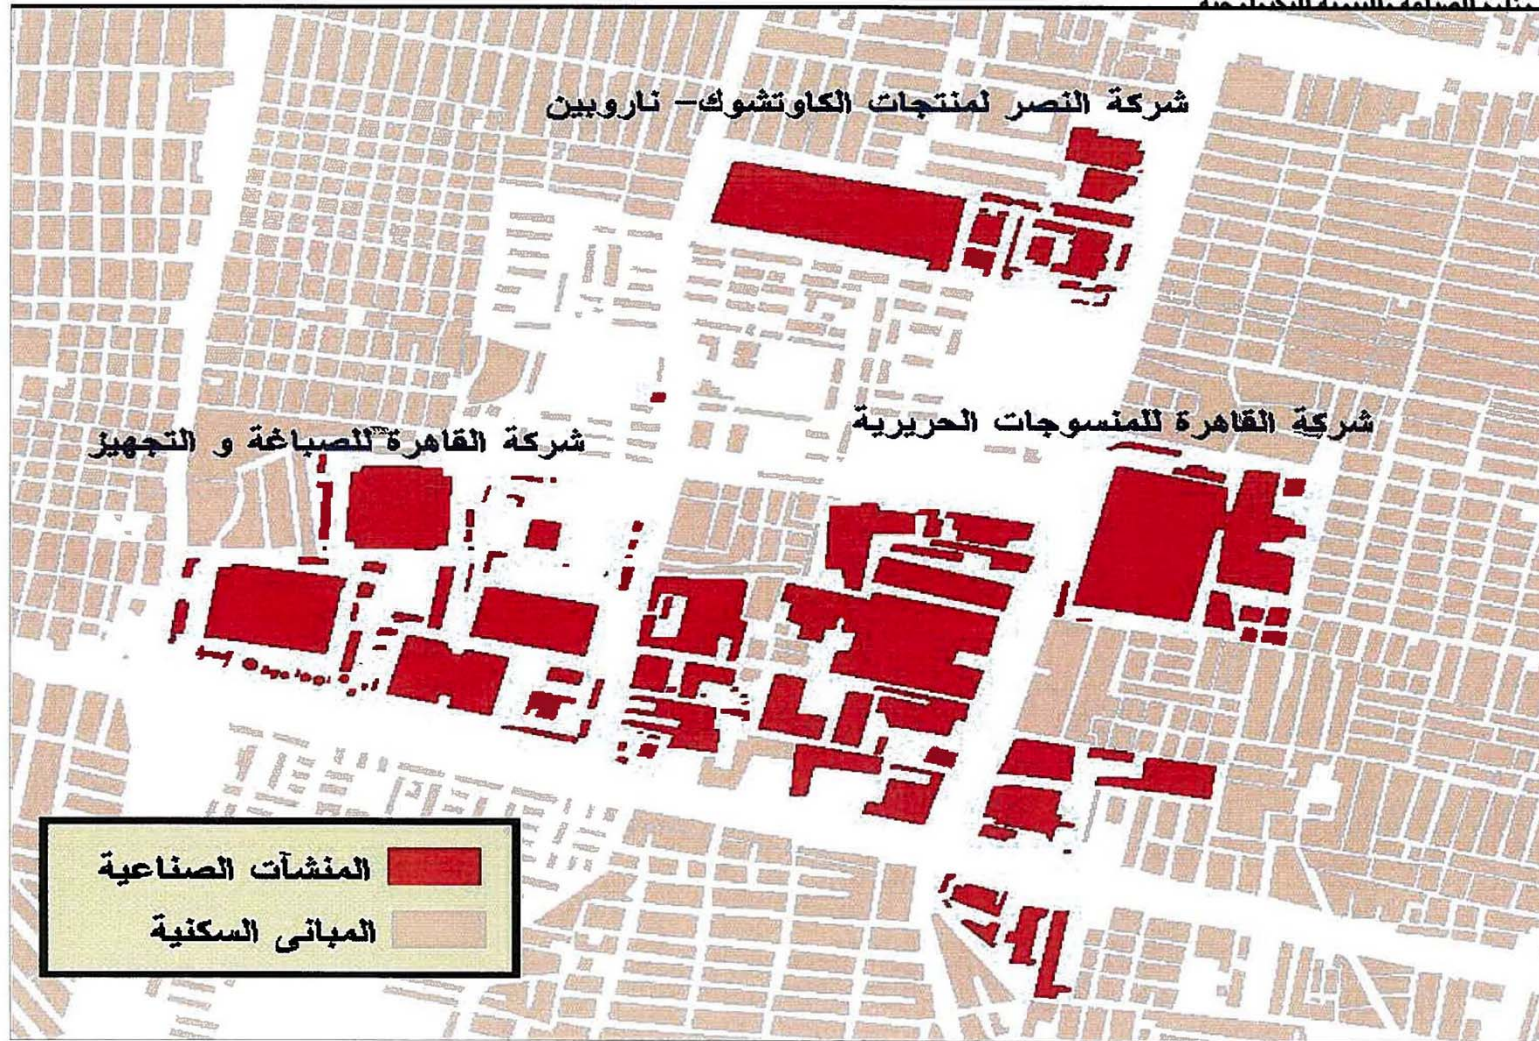 شركة النصر لمنتجات الكاوتشوك– ناروبين
شركة القاهرة للمنسوجات الحريرية
شركة القاهرة للصباغة و التجهيز
المنشآت الصناعية
المبانى السكنية